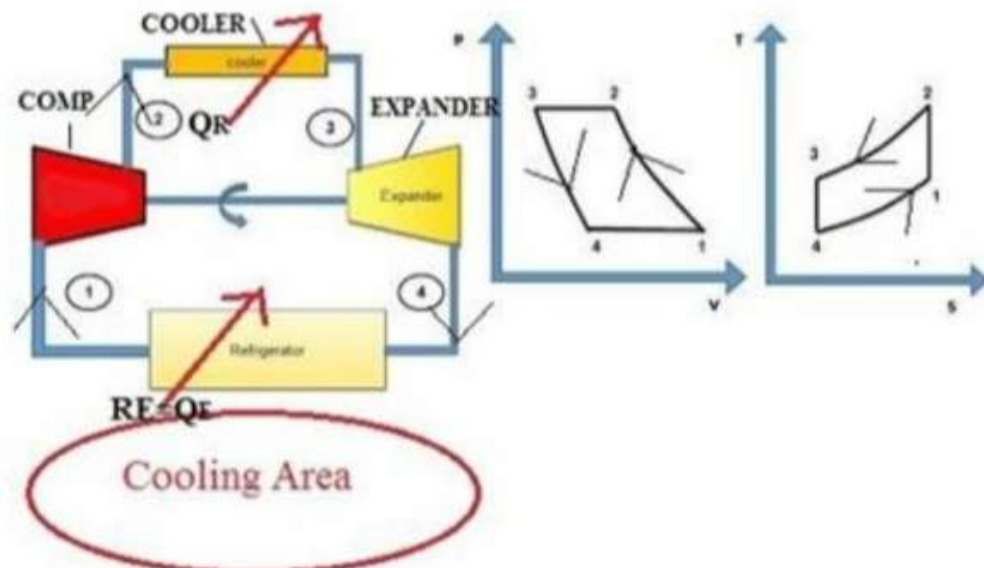 COOLER
cooler
COMP
2
QR
3
EXPANDER
Expander
1
4
Refrigerator
RE=QE
Cooling Area
P
3
2
4
1
V
T
2
3
1
4
S